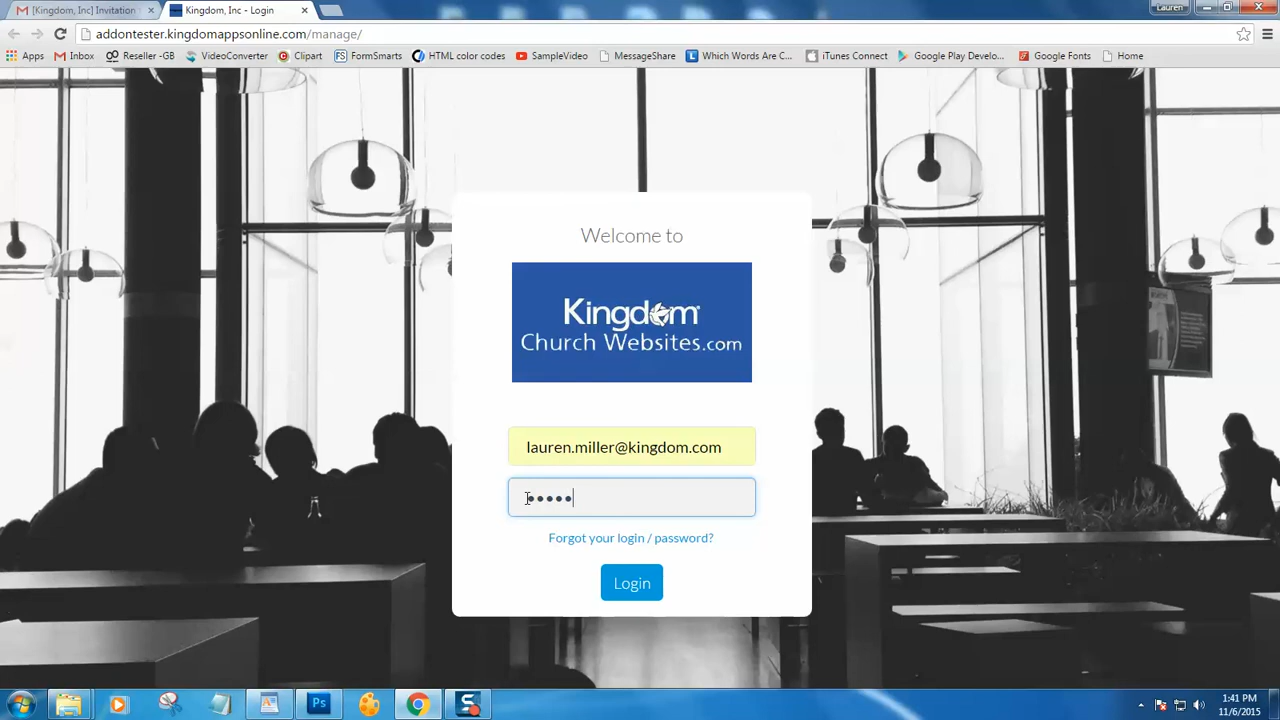 [Kingdom, Inc] Invitation
Kingdom, Inc - Login
Lauren
addontester.kingdomappsonline.com/manage/
Apps
Inbox
Reseller -GB
VideoConverter
Clipart
FormSmarts
HTML color codes
SampleVideo
MessageShare
Which Words Are C...
iTunes Connect
Google Play Develo...
Google Fonts
Home
Welcome to
Kingdom
Church Websites.com
lauren.miller@kingdom.com
•••••
Forgot your login / password?
Login
Ps
1:41 PM
11/6/2015